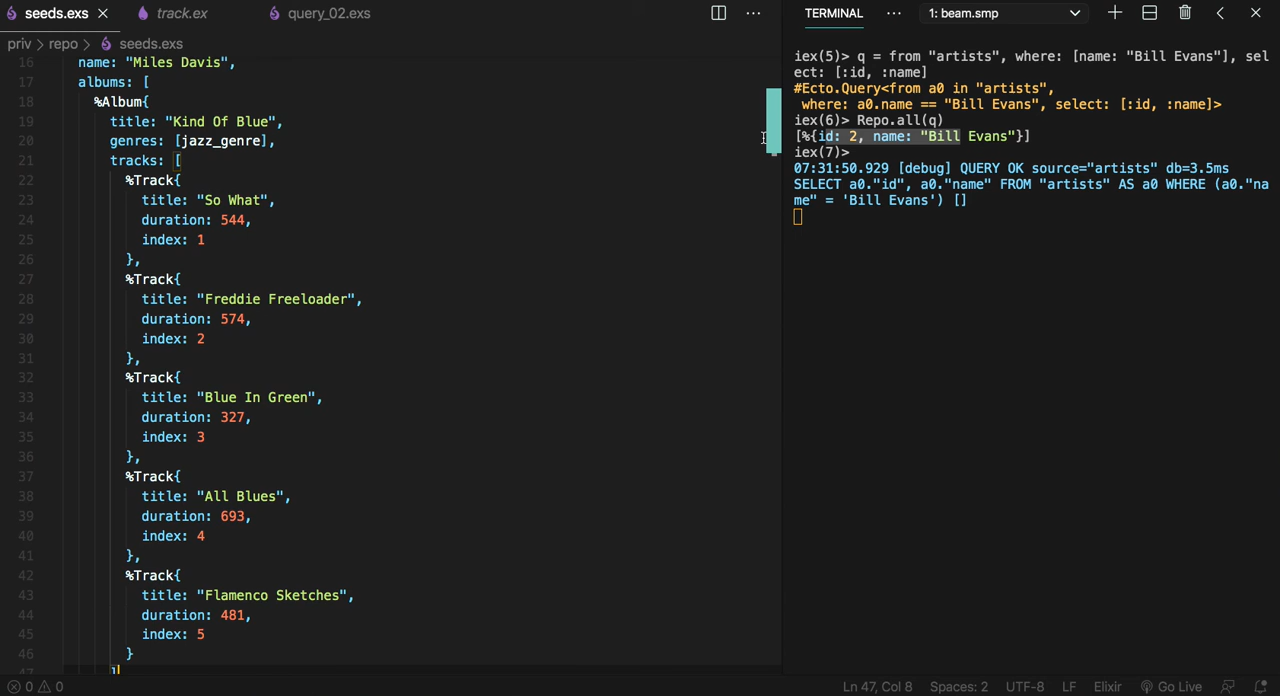 seeds.exs
track.ex
query_02.exs
priv
repo
seeds.exs
16 name: "Miles Davis",
17 albums: [
18 %Album{
19 title: "Kind Of Blue",
20 genres: [jazz_genre],
21 tracks: [
22 %Track{
23 title: "So What",
24 duration: 544,
25 index: 1
26 },
27 %Track{
28 title: "Freddie Freeloader",
29 duration: 574,
30 index: 2
31 },
32 %Track{
33 title: "Blue In Green",
34 duration: 327,
35 index: 3
36 },
37 %Track{
38 title: "All Blues",
39 duration: 693,
40 index: 4
41 },
42 %Track{
43 title: "Flamenco Sketches",
44 duration: 481,
45 index: 5
46 }
47 ]
TERMINAL
1: beam.smp
iex(5)> q = from "artists", where: [name: "Bill Evans"], sel
ect: [:id, :name]
#Ecto.Query<from a0 in "artists",
where: a0.name == "Bill Evans", select: [:id, :name]>
iex(6)> Repo.all(q)
[%{id: 2, name: "Bill Evans"}]
iex(7)>
07:31:50.929 [debug] QUERY OK source="artists" db=3.5ms
SELECT a0."id", a0."name" FROM "artists" AS a0 WHERE (a0."na
me" = 'Bill Evans') []
0 0
Ln 47, Col 8
Spaces: 2
UTF-8
LF
Elixir
Go Live